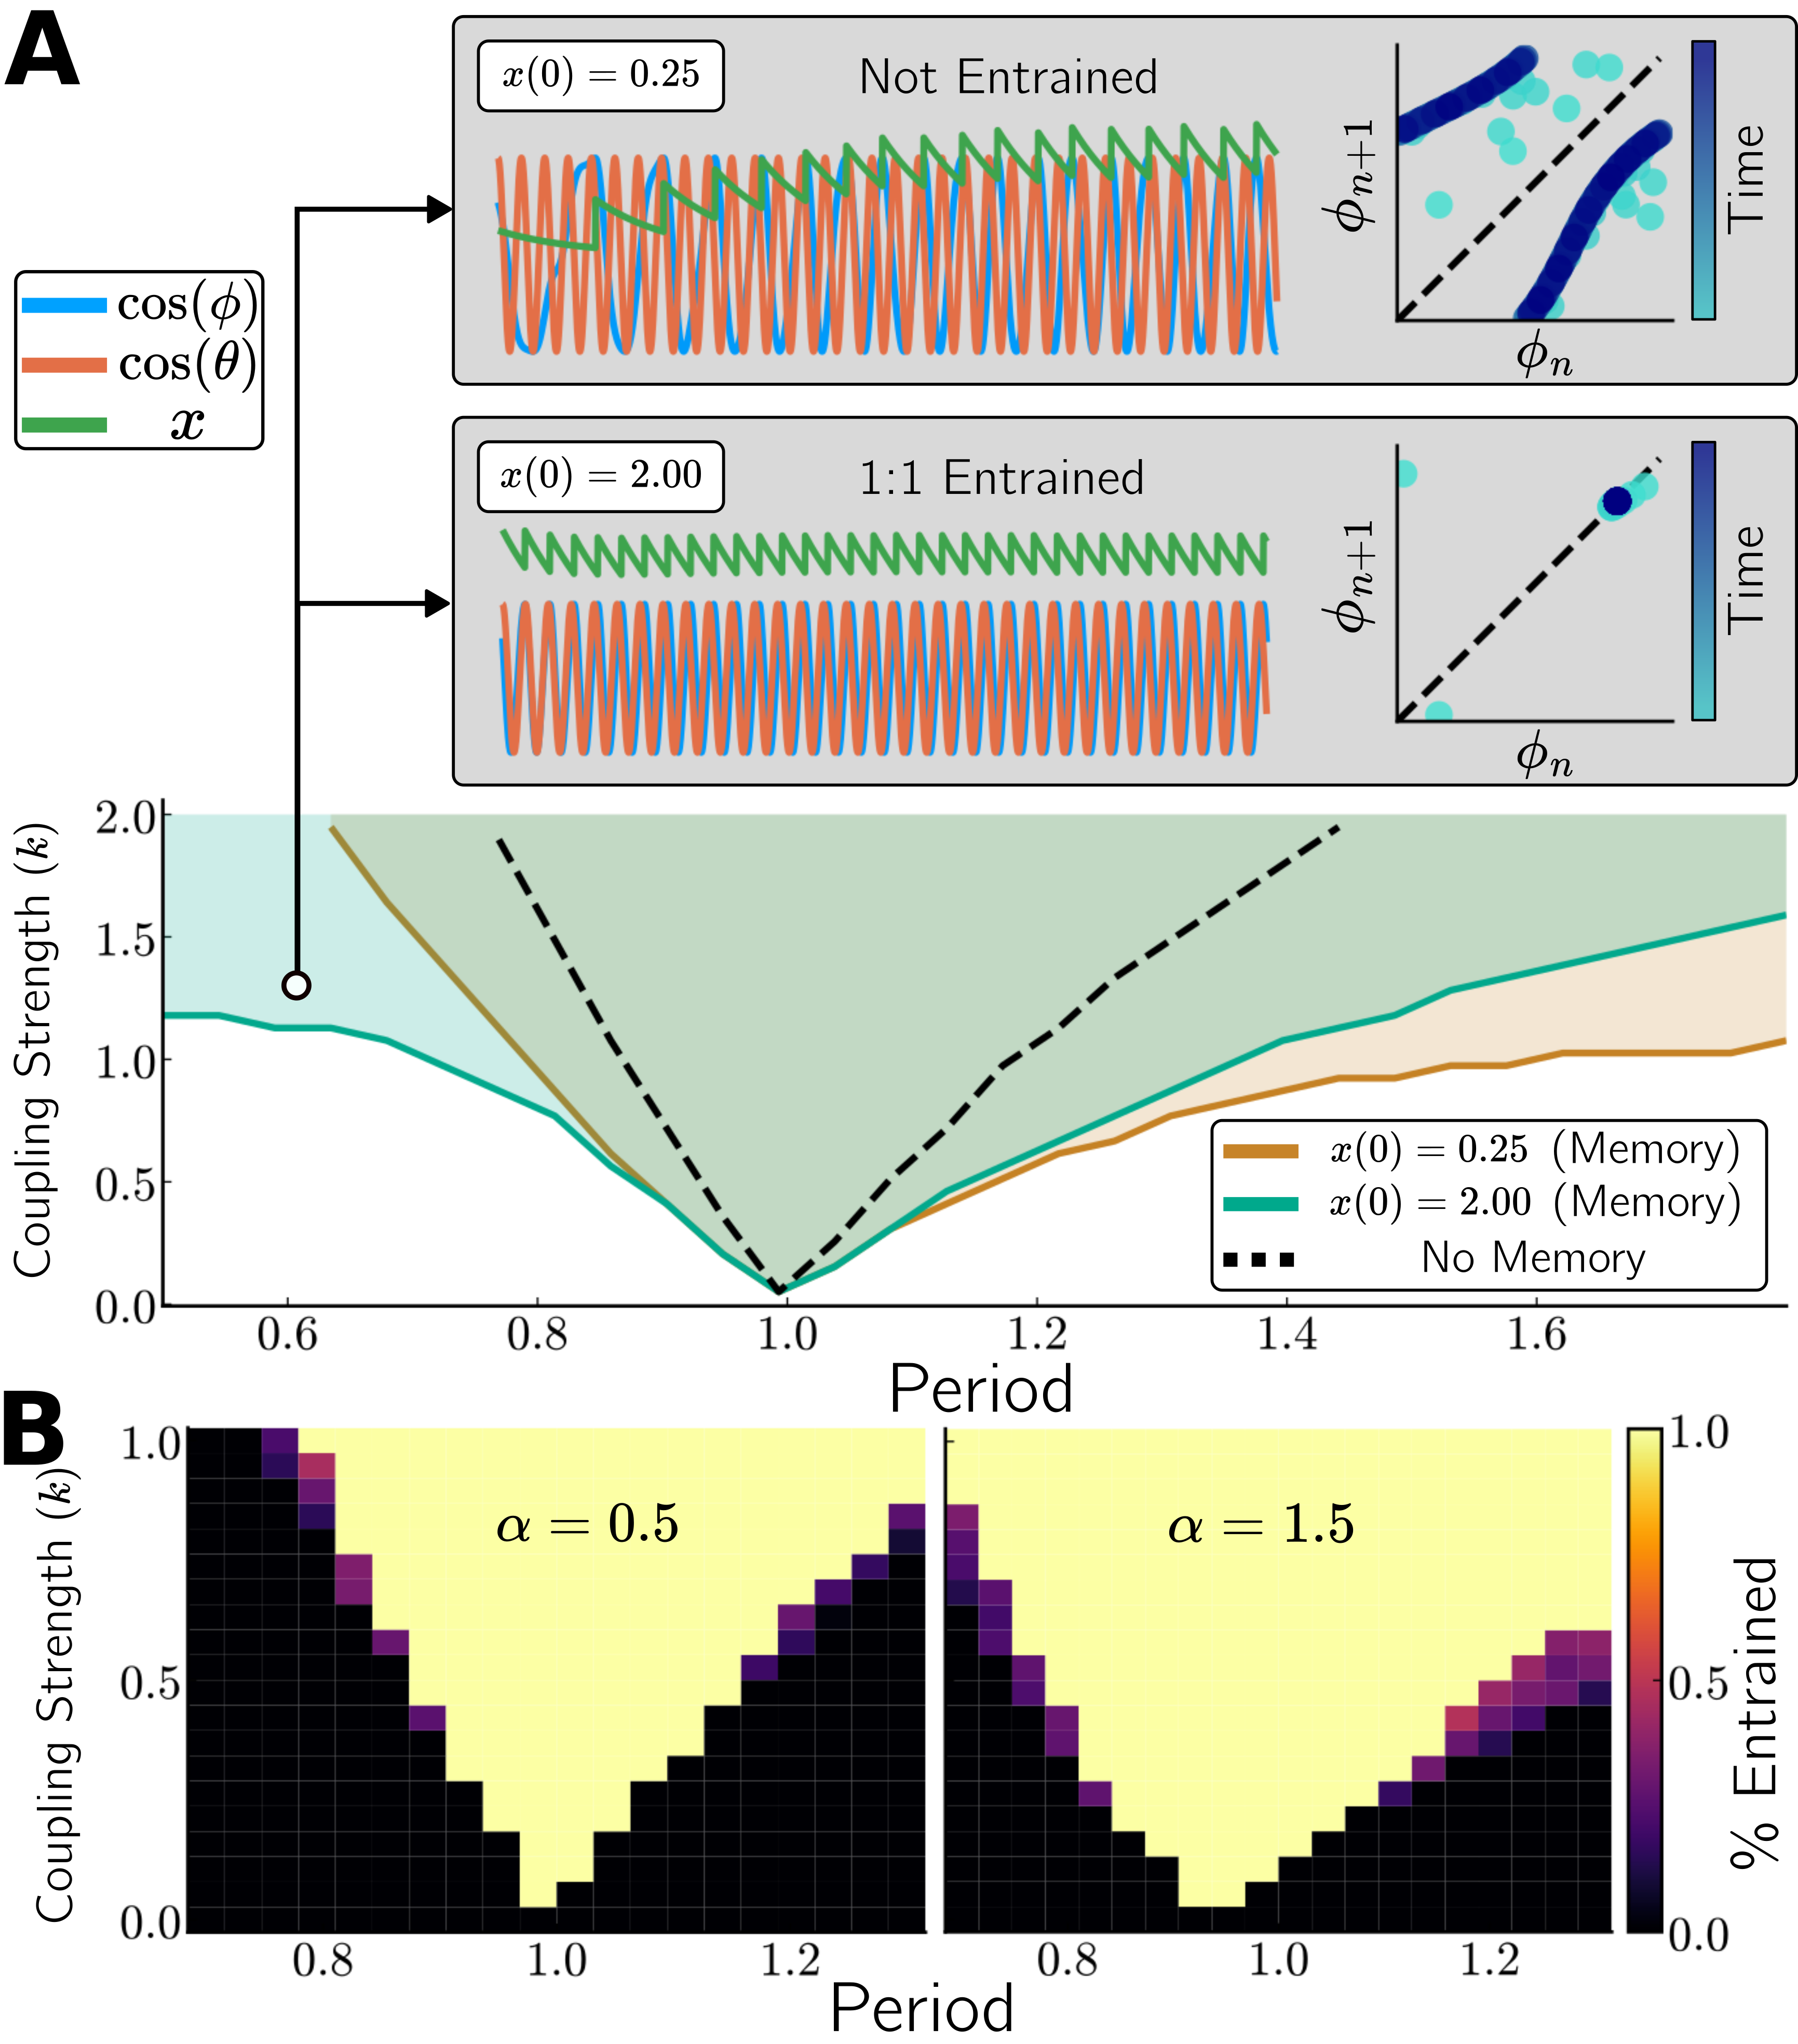 A
x(0) = 0.25
Not Entrained
ϕn+1
ϕn
Time
cos(ϕ)
cos(θ)
x
x(0) = 2.00
1:1 Entrained
ϕn+1
ϕn
Time
Coupling Strength (k)
2.0
1.5
1.0
0.5
0.0
x(0) = 0.25 (Memory)
x(0) = 2.00 (Memory)
No Memory
0.6 0.8 1.0 1.2 1.4 1.6
Period
B
Coupling Strength (k)
1.0
0.5
0.0
α = 0.5
α = 1.5
1.0
0.5
0.0
% Entrained
0.8 1.0 1.2
0.8 1.0 1.2
Period